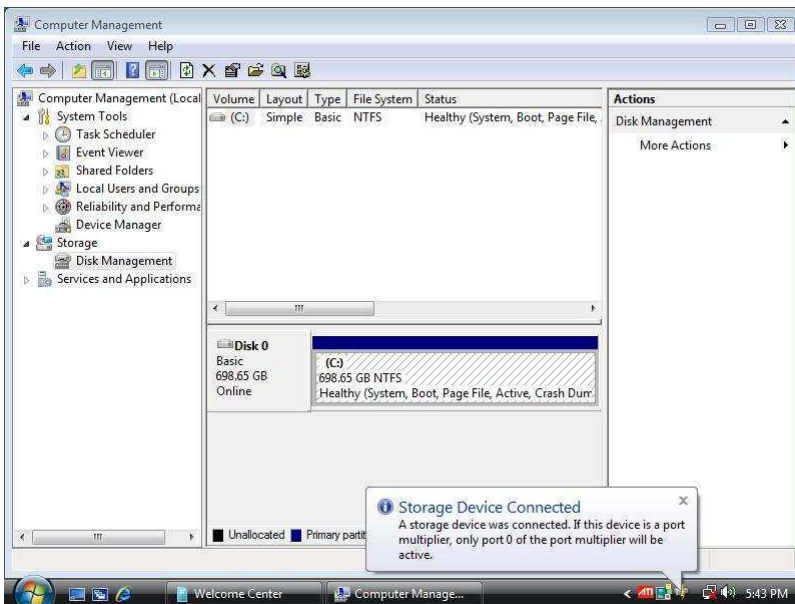 Computer Management
File Action View Help
Computer Management (Local
System Tools
Task Scheduler
Event Viewer
Shared Folders
Local Users and Groups
Reliability and Performa
Device Manager
Storage
Disk Management
Services and Applications
Volume Layout Type File System Status
(C:) Simple Basic NTFS Healthy (System, Boot, Page File,
Disk 0
Basic
698.65 GB
Online
(C:)
698.65 GB NTFS
Healthy (System, Boot, Page File, Active, Crash Dum
Unallocated Primary partit
Actions
Disk Management
More Actions
Storage Device Connected
A storage device was connected. If this device is a port
multiplier, only port 0 of the port multiplier will be
active.
Welcome Center
Computer Manage...
ATI
5:43 PM